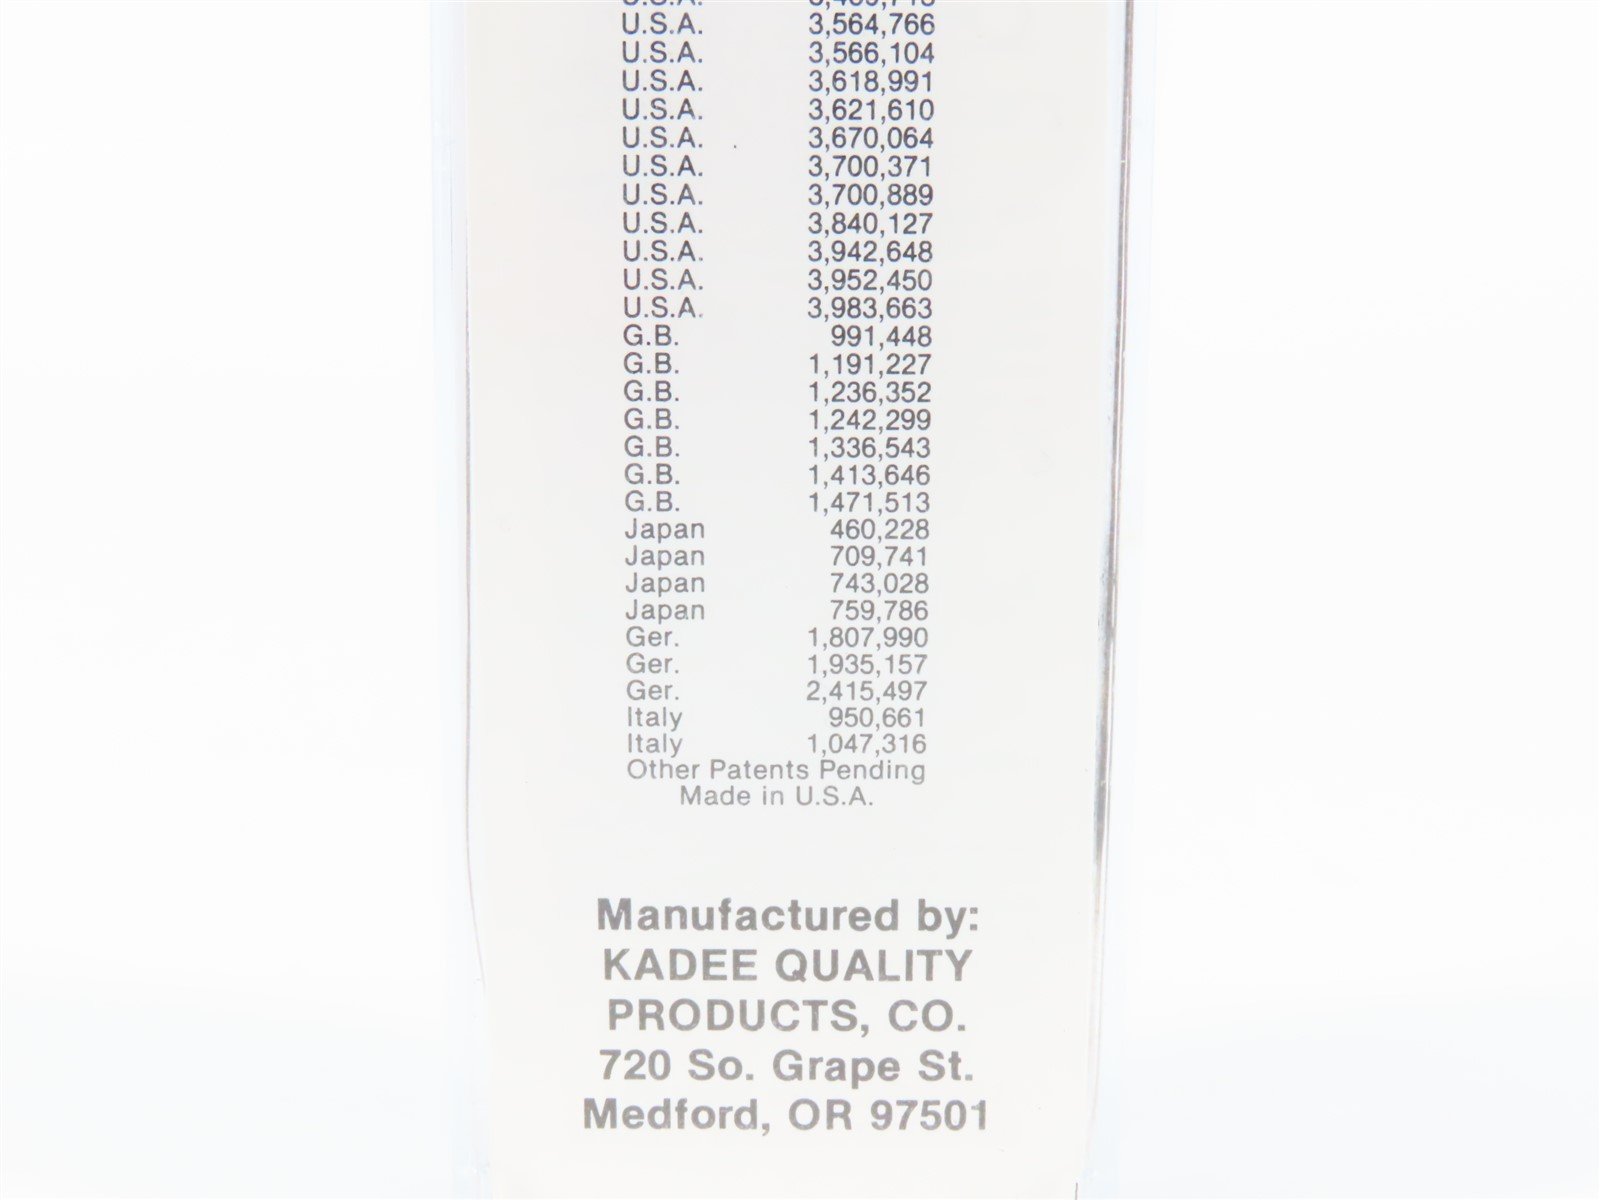 U.S.A. 3,564,766
U.S.A. 3,566,104
U.S.A. 3,618,991
U.S.A. 3,621,610
U.S.A. 3,670,064
U.S.A. 3,700,371
U.S.A. 3,700,889
U.S.A. 3,840,127
U.S.A. 3,942,648
U.S.A. 3,952,450
U.S.A. 3,983,663
G.B. 991,448
G.B. 1,191,227
G.B. 1,236,352
G.B. 1,242,299
G.B. 1,336,543
G.B. 1,413,646
G.B. 1,471,513
Japan 460,228
Japan 709,741
Japan 743,028
Japan 759,786
Ger. 1,807,990
Ger. 1,935,157
Ger. 2,415,497
Italy 950,661
Italy 1,047,316
Other Patents Pending
Made in U.S.A.
Manufactured by:
KADEE QUALITY
PRODUCTS, CO.
720 So. Grape St.
Medford, OR 97501